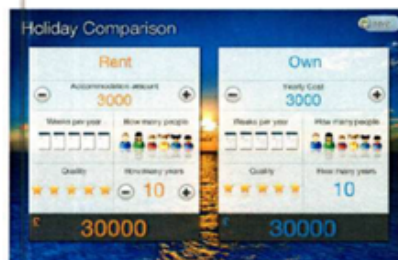 Holiday Comparison
Rent
Accommodation amount
3000
Weeks per year
How many people
Quality
How many years
10
30000
Own
Yearly Cost
3000
Weeks per year
How many people
Quality
How many years
10
30000